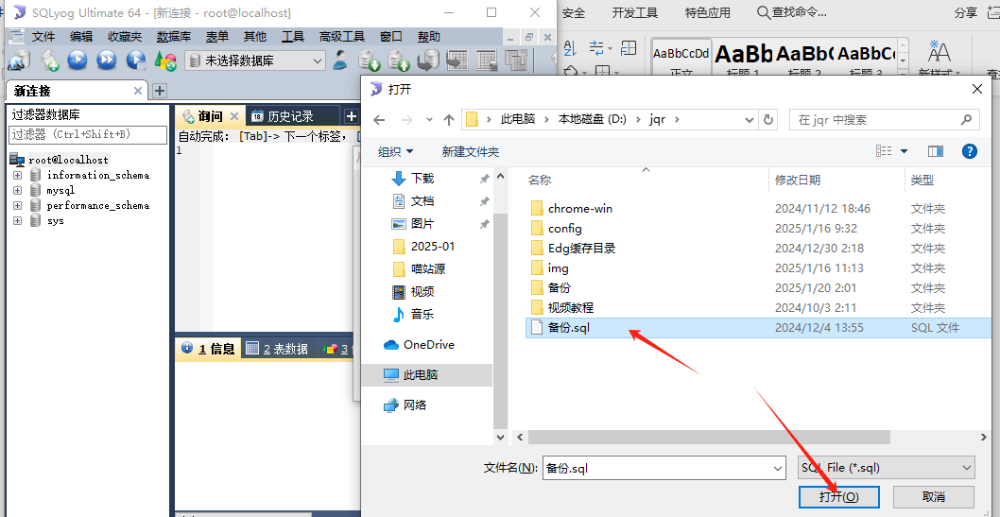 SQLyog Ultimate 64 - [新连接 - root@localhost]
文件 编辑 收藏夹 数据库 表单 其他 工具 高级工具 窗口 帮助
未选择数据库
新连接
过滤器数据库
过滤器 (Ctrl+Shift+B)
root@localhost
information_schema
mysql
performance_schema
sys
询问 历史记录
自动完成: [Tab]-> 下一个标签, [
1
1 信息 2 表数据 3
安全 开发工具 特色应用 查找命令... 分享
AaBbCcDd AaBb AaBb( AaBbC
正文 标题 1 标题 2 标题 3 新样式
打开
此电脑 本地磁盘 (D:) jqr
在 jqr 中搜索
组织 新建文件夹
下载
文档
图片
2025-01
喵站源
视频
音乐
OneDrive
此电脑
网络
名称 修改日期 类型
chrome-win 2024/11/12 18:46 文件夹
config 2025/1/16 9:32 文件夹
Edg缓存目录 2024/12/30 2:18 文件夹
img 2025/1/16 11:13 文件夹
备份 2025/1/20 2:01 文件夹
视频教程 2024/10/3 2:11 文件夹
备份.sql 2024/12/4 13:55 SQL 文件
文件名(N): 备份.sql SQL File (*.sql)
打开(O) 取消